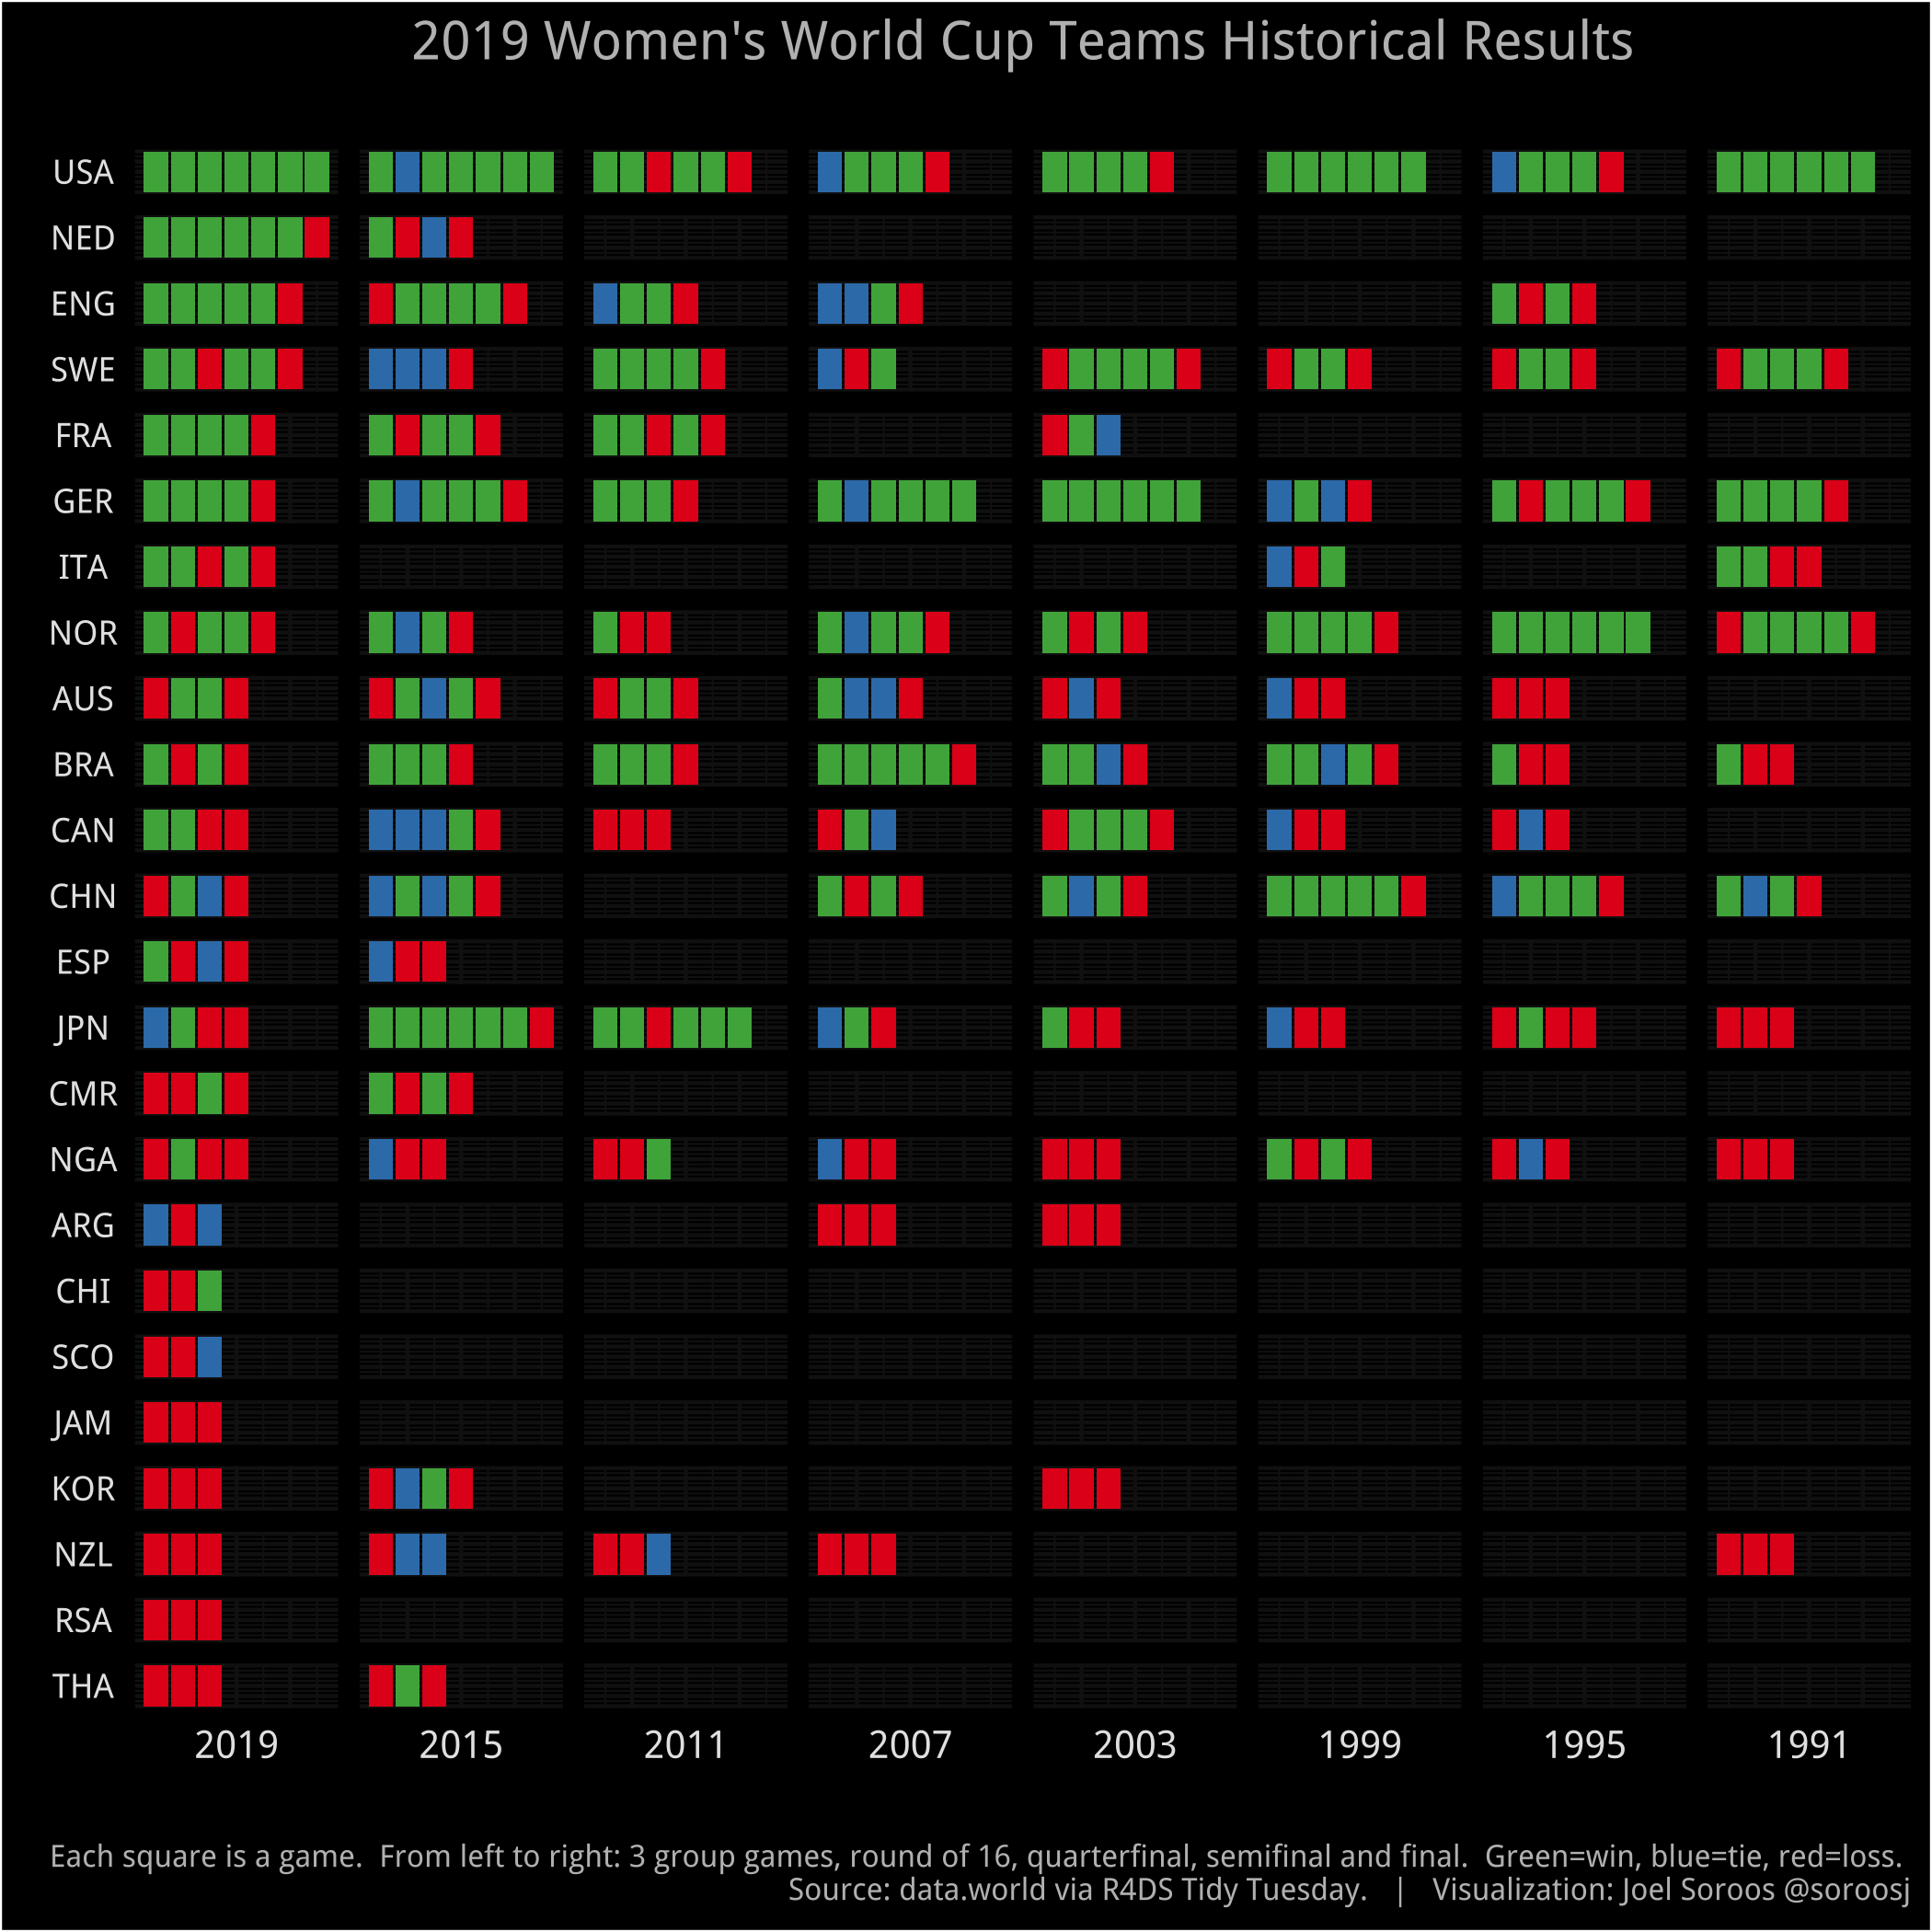 2019 Women's World Cup Teams Historical Results
USA
NED
ENG
SWE
FRA
GER
ITA
NOR
AUS
BRA
CAN
CHN
ESP
JPN
CMR
NGA
ARG
CHI
SCO
JAM
KOR
NZL
RSA
THA
2019 2015 2011 2007 2003 1999 1995 1991
Each square is a game.  From left to right: 3 group games, round of 16, quarterfinal, semifinal and final.  Green=win, blue=tie, red=loss.
Source: data.world via R4DS Tidy Tuesday.   |   Visualization: Joel Soroos @soroosj